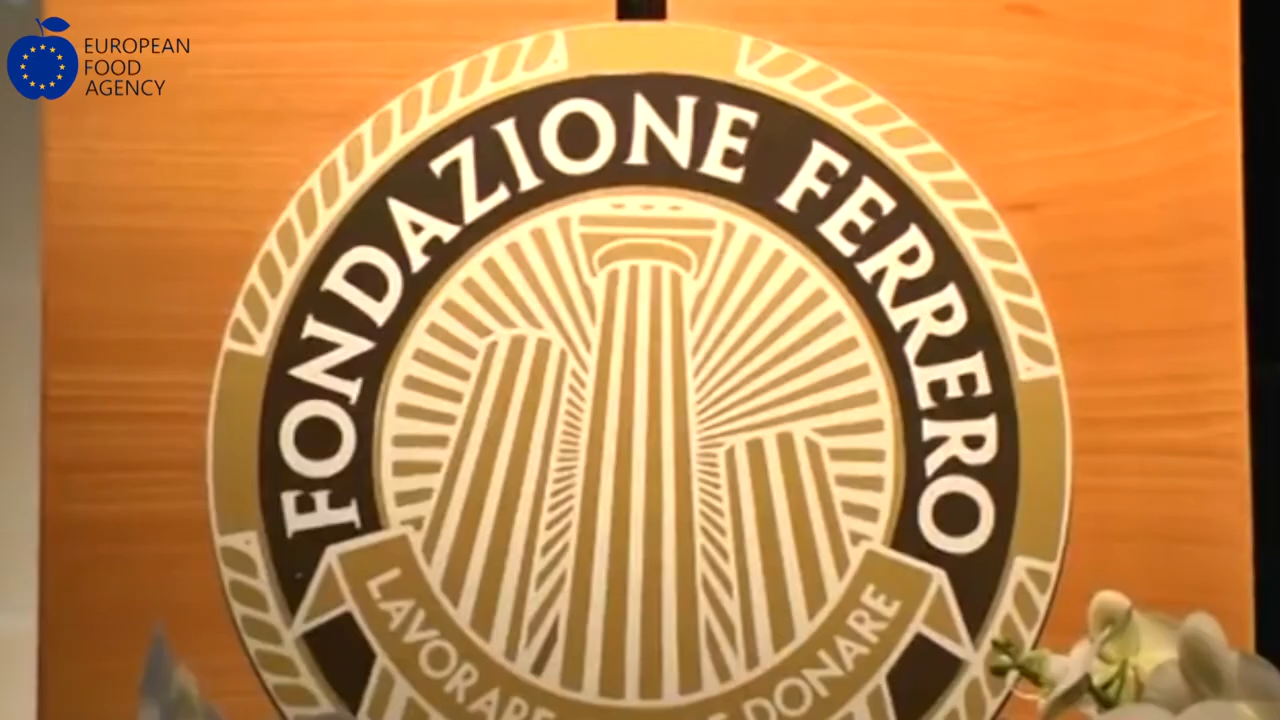 EUROPEAN
FOOD
AGENCY
FONDAZIONE FERRERO
LAVORARE
DONARE